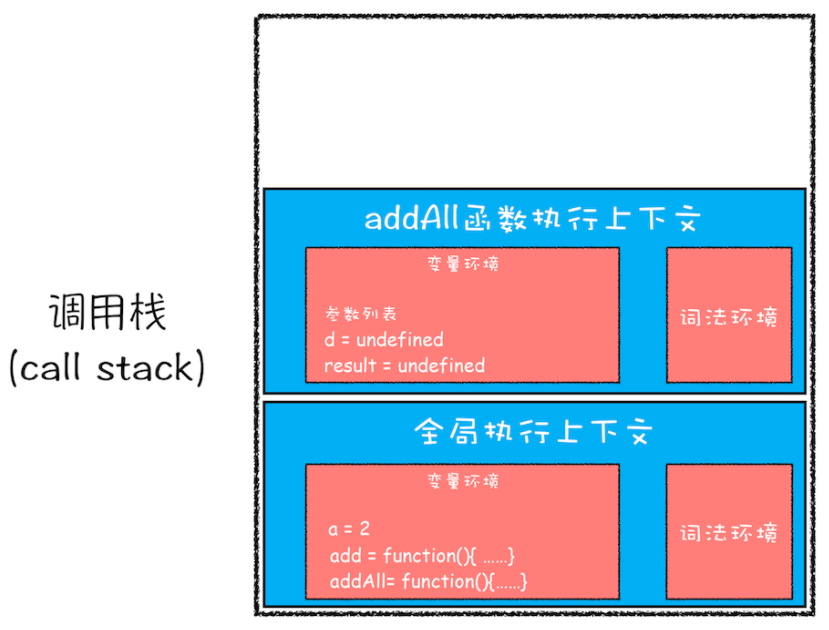 调用栈
(call stack)
addAll函数执行上下文
变量环境
参数列表
d = undefined
result = undefined
词法环境
全局执行上下文
变量环境
a = 2
add = function(){ ......}
addAll= function(){......}
词法环境